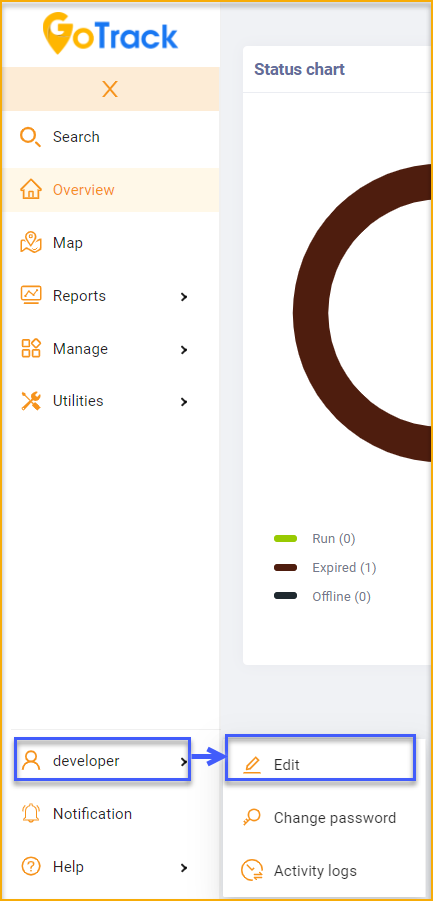 GoTrack
X
Search
Overview
Map
Reports
Manage
Utilities
developer
Notification
Help
Status chart
Run (0)
Expired (1)
Offline (0)
Edit
Change password
Activity logs